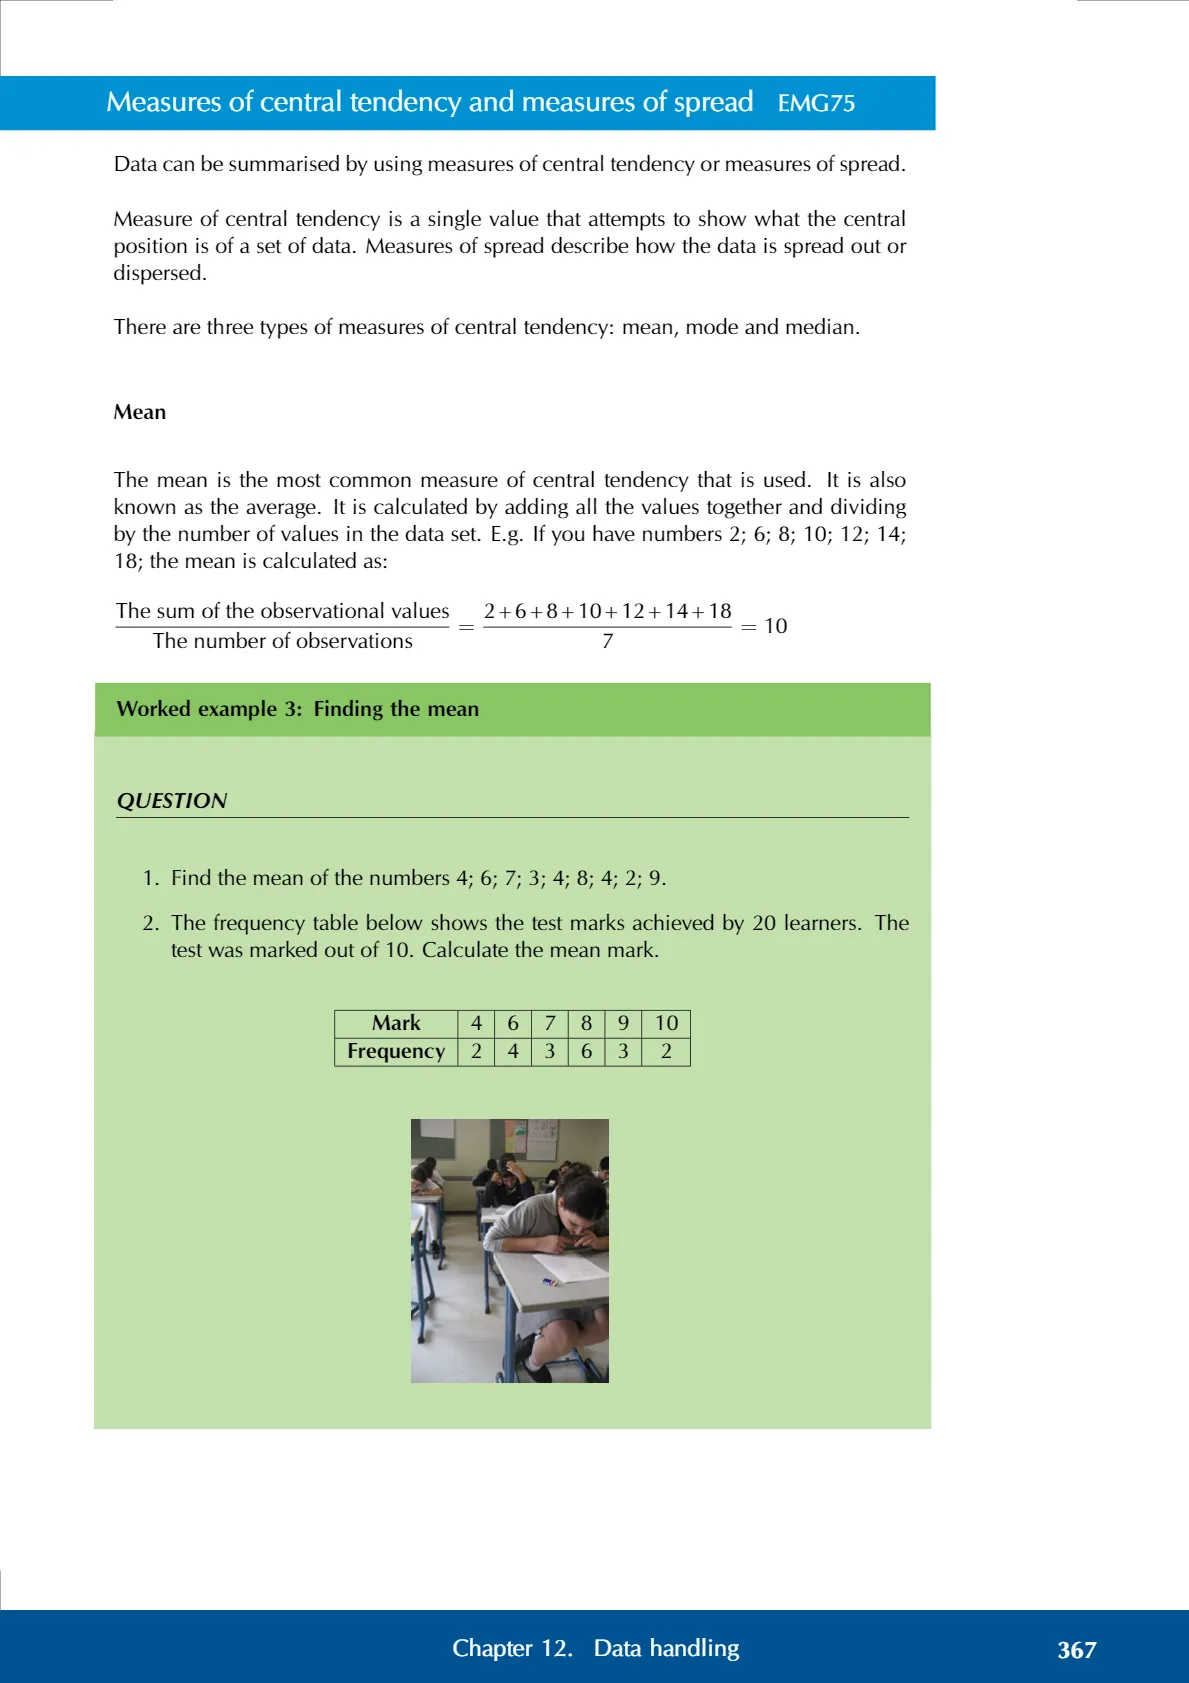 Measures of central tendency and measures of spread EMG75
Data can be summarised by using measures of central tendency or measures of spread.
Measure of central tendency is a single value that attempts to show what the central
position is of a set of data. Measures of spread describe how the data is spread out or
dispersed.
There are three types of measures of central tendency: mean, mode and median.
Mean
The mean is the most common measure of central tendency that is used. It is also
known as the average. It is calculated by adding all the values together and dividing
by the number of values in the data set. E.g. If you have numbers 2; 6; 8; 10; 12; 14;
18; the mean is calculated as:
The sum of the observational values / The number of observations = 2+6+8+10+12+14+18 / 7 = 10
Worked example 3: Finding the mean
QUESTION
1. Find the mean of the numbers 4; 6; 7; 3; 4; 8; 4; 2; 9.
2. The frequency table below shows the test marks achieved by 20 learners. The
test was marked out of 10. Calculate the mean mark.
Mark 4 6 7 8 9 10
Frequency 2 4 3 6 3 2
Chapter 12. Data handling 367